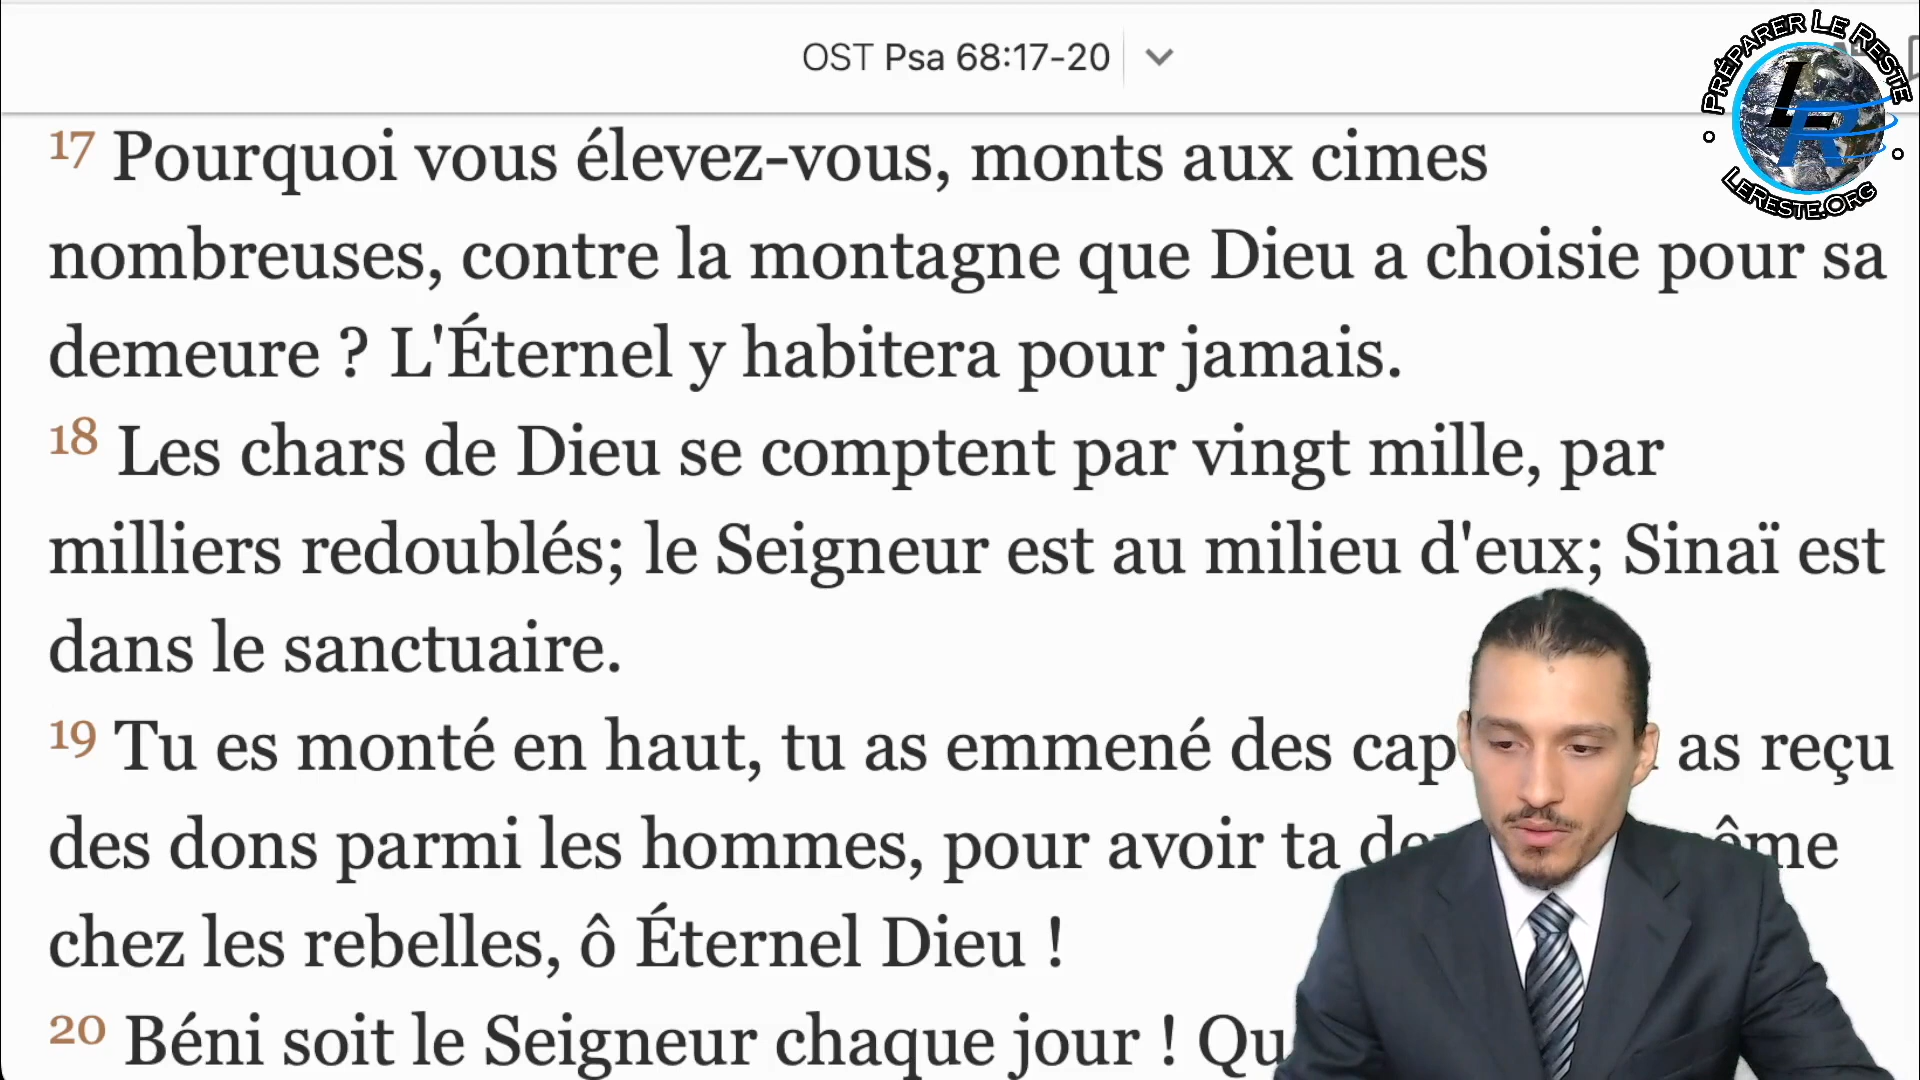 OST Psa 68:17-20
PRÉPARER LE RESTE
LR
LERESTE.ORG
17 Pourquoi vous élevez-vous, monts aux cimes
nombreuses, contre la montagne que Dieu a choisie pour sa
demeure ? L'Éternel y habitera pour jamais.
18 Les chars de Dieu se comptent par vingt mille, par
milliers redoublés; le Seigneur est au milieu d'eux; Sinaï est
dans le sanctuaire.
19 Tu es monté en haut, tu as emmené des as reçu
des dons parmi les hommes, pour avoir ta
chez les rebelles, ô Éternel Dieu !
20 Béni soit le Seigneur chaque jour !